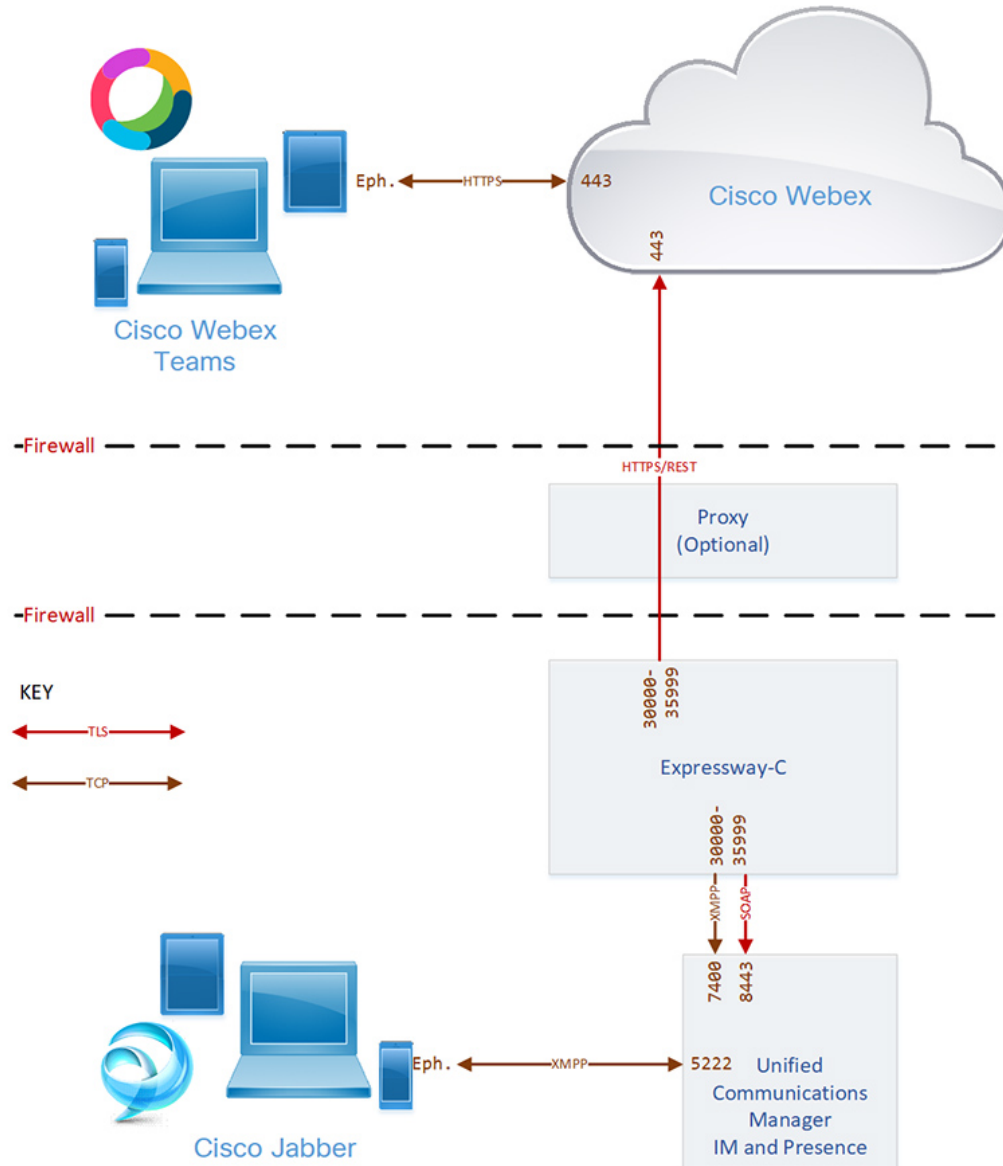 Eph.
HTTPS
443
Cisco Webex
443
Cisco Webex
Teams
Firewall
HTTPS/REST
Proxy
(Optional)
Firewall
30000-
35999
KEY
TLS
TCP
Expressway-C
30000-
35999
XMPP
SOAP
7400
8443
Eph.
XMPP
5222
Unified
Communications
Manager
IM and Presence
Cisco Jabber